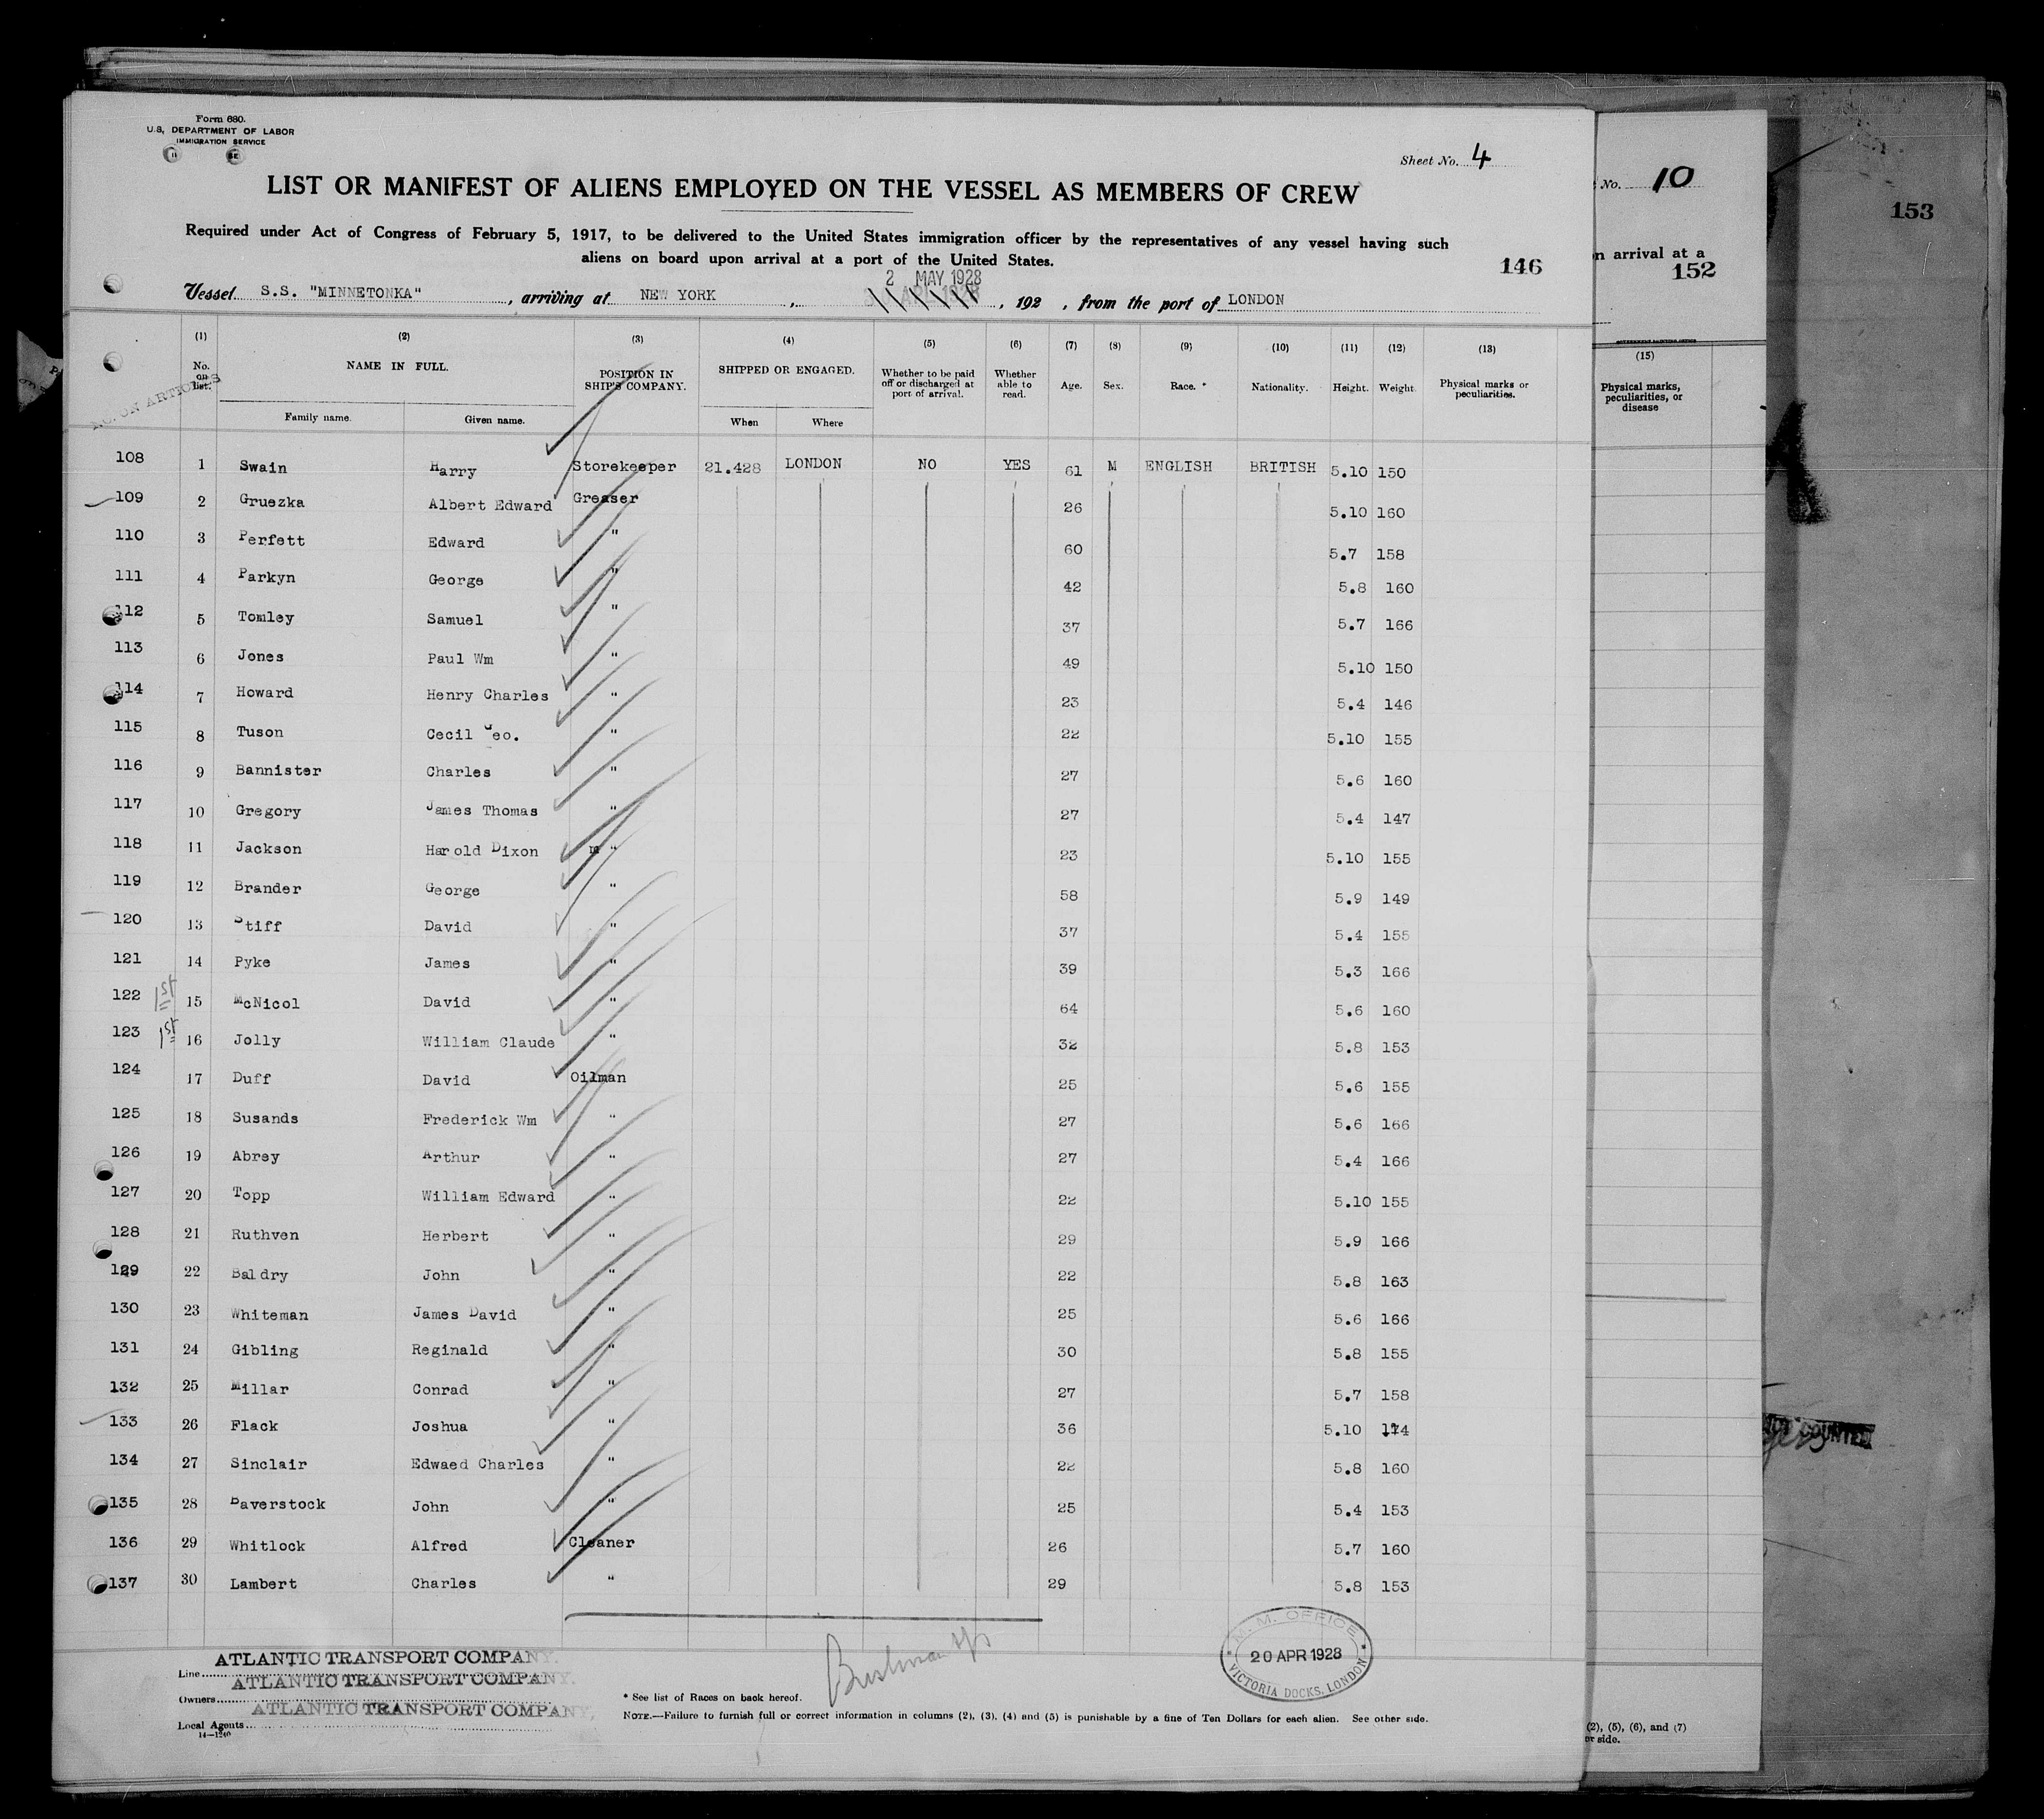 Form 680.
U.S. DEPARTMENT OF LABOR
IMMIGRATION SERVICE
Sheet No. 4
LIST OR MANIFEST OF ALIENS EMPLOYED ON THE VESSEL AS MEMBERS OF CREW
Required under Act of Congress of February 5, 1917, to be delivered to the United States immigration officer by the representatives of any vessel having such
aliens on board upon arrival at a port of the United States.
146
2 MAY 1928
Vessel S.S. "MINNETONKA", arriving at NEW YORK, , 192 , from the port of LONDON
NO. ON ARTICLES
(1) (2) (3) (4) (5) (6) (7) (8) (9) (10) (11) (12) (13)
No. on list. NAME IN FULL. POSITION IN SHIP'S COMPANY. SHIPPED OR ENGAGED. Whether to be paid off or discharged at port of arrival. Whether able to read. Age. Sex. Race. * Nationality. Height. Weight. Physical marks or peculiarities.
Family name. Given name. When Where
108 1 Swain Harry Storekeeper 21.428 LONDON NO YES 61 M ENGLISH BRITISH 5.10 150
109 2 Gruezka Albert Edward Greaser 26 5.10 160
110 3 Perfett Edward " 60 5.7 158
111 4 Parkyn George " 42 5.8 160
112 5 Tomley Samuel " 37 5.7 166
113 6 Jones Paul Wm " 49 5.10 150
114 7 Howard Henry Charles " 23 5.4 146
115 8 Tuson Cecil Geo. " 22 5.10 155
116 9 Bannister Charles " 27 5.6 160
117 10 Gregory James Thomas " 27 5.4 147
118 11 Jackson Harold Dixon " 23 5.10 155
119 12 Brander George " 58 5.9 149
120 13 Stiff David " 37 5.4 155
121 14 Pyke James " 39 5.3 166
122 1st 15 McNicol David " 64 5.6 160
123 1st 16 Jolly William Claude " 32 5.8 153
124 17 Duff David Oilman 25 5.6 155
125 18 Susands Frederick Wm " 27 5.6 166
126 19 Abrey Arthur " 27 5.4 166
127 20 Topp William Edward " 22 5.10 155
128 21 Ruthven Herbert " 29 5.9 166
129 22 Baldry John " 22 5.8 163
130 23 Whiteman James David " 25 5.6 166
131 24 Gibling Reginald " 30 5.8 155
132 25 Millar Conrad " 27 5.7 158
133 26 Flack Joshua " 36 5.10 174
134 27 Sinclair Edwaed Charles " 22 5.8 160
135 28 Baverstock John " 25 5.4 153
136 29 Whitlock Alfred Cleaner 26 5.7 160
137 30 Lambert Charles " 29 5.8 153
M. M. OFFICE
20 APR 1928
VICTORIA DOCKS, LONDON
Line ATLANTIC TRANSPORT COMPANY.
Owners ATLANTIC TRANSPORT COMPANY.
Local Agents ATLANTIC TRANSPORT COMPANY,
14—1240
* See list of Races on back hereof.
NOTE.—Failure to furnish full or correct information in columns (2), (3), (4) and (5) is punishable by a fine of Ten Dollars for each alien. See other side.
No. 10
n arrival at a
152
(15)
Physical marks, peculiarities, or disease
(2), (5), (6), and (7)
or side.
153
COUNTED